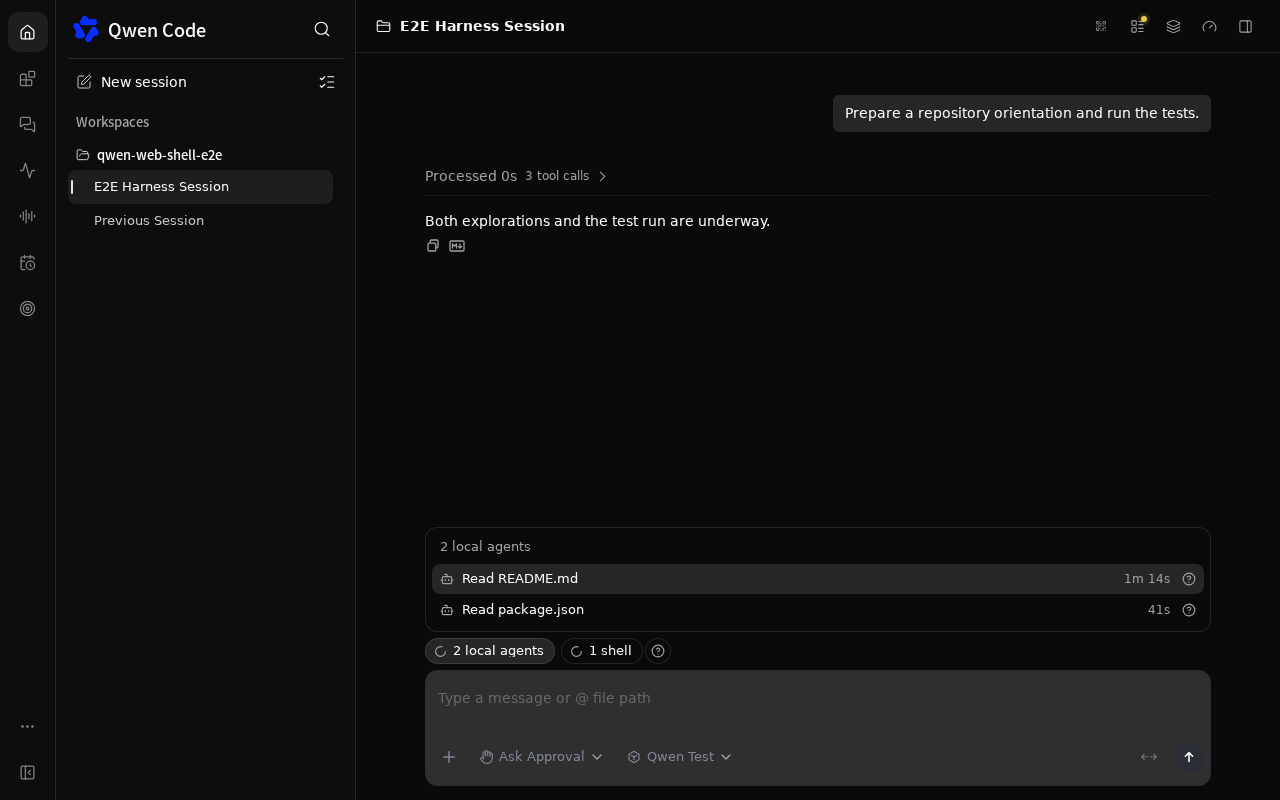 Qwen Code
New session
Workspaces
qwen-web-shell-e2e
E2E Harness Session
Previous Session
E2E Harness Session
Prepare a repository orientation and run the tests.
Processed 0s 3 tool calls
Both explorations and the test run are underway.
2 local agents
Read README.md 1m 14s
Read package.json 41s
2 local agents 1 shell
Type a message or @ file path
Ask Approval Qwen Test